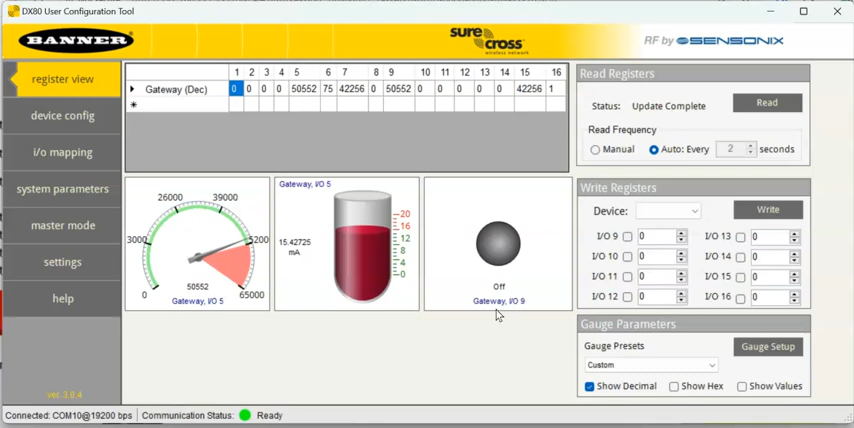 DX80 User Configuration Tool
BANNER
sure cross
wireless network
RF by SENSONIX
register view
device config
i/o mapping
system parameters
master mode
settings
help
ver. 3.0.4
1 2 3 4 5 6 7 8 9 10 11 12 13 14 15 16
Gateway (Dec) 0 0 0 0 50552 75 42256 0 50552 0 0 0 0 0 42256 1
26000 39000
5200
0 65000
50552
Gateway, I/O 5
Gateway, I/O 5
15.42725
mA
20
16
12
8
4
0
Off
Gateway, I/O 9
Read Registers
Status: Update Complete Read
Read Frequency
Manual Auto: Every 2 seconds
Write Registers
Device: Write
I/O 9 0 I/O 13 0
I/O 10 0 I/O 14 0
I/O 11 0 I/O 15 0
I/O 12 0 I/O 16 0
Gauge Parameters
Gauge Presets Gauge Setup
Custom
Show Decimal Show Hex Show Values
Connected: COM10@19200 bps Communication Status: Ready